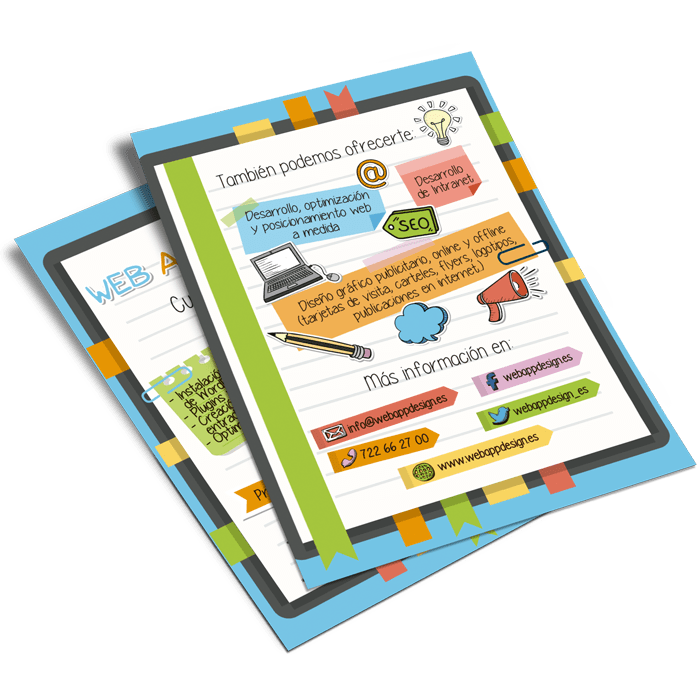 También podemos ofrecerte:
@
Desarrollo, optimización
y posicionamiento web
a medida
Desarrollo
de Intranet
SEO
Diseño gráfico publicitario, online y offline
(tarjetas de visita, carteles, flyers, logotipos,
publicaciones en internet)
Más información en:
info@webappdesign.es
722 66 27 00
www.webappdesign.es
f webappdesign.es
webappdesign_es
WEB A
Cu
- Instalació
de Word
- Plugins
- Creació
entra
- Optim
Pr